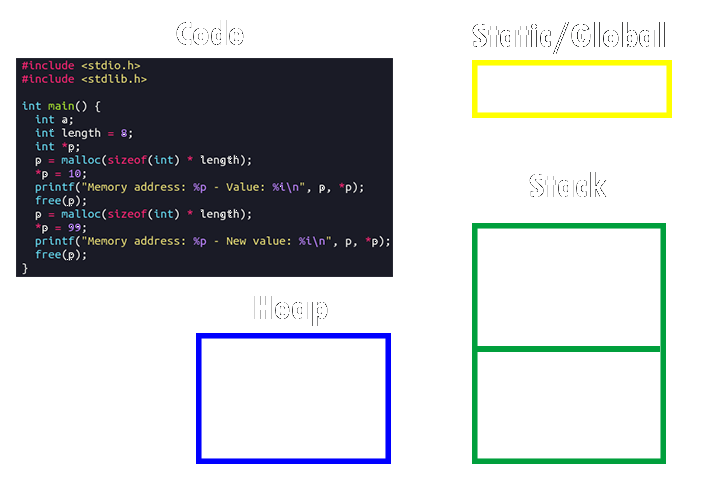 Code
#include <stdio.h>
#include <stdlib.h>
int main() {
int a;
int length = 8;
int *p;
p = malloc(sizeof(int) * length);
*p = 10;
printf("Memory address: %p - Value: %i\n", p, *p);
free(p);
p = malloc(sizeof(int) * length);
*p = 99;
printf("Memory address: %p - New value: %i\n", p, *p);
free(p);
}
Static/Global
Stack
Heap